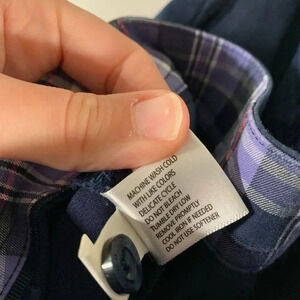 MACHINE WASH COLD
WITH LIKE COLORS
DELICATE CYCLE
DO NOT BLEACH
TUMBLE DRY LOW
REMOVE PROMPTLY
COOL IRON IF NEEDED
DO NOT USE SOFTENER